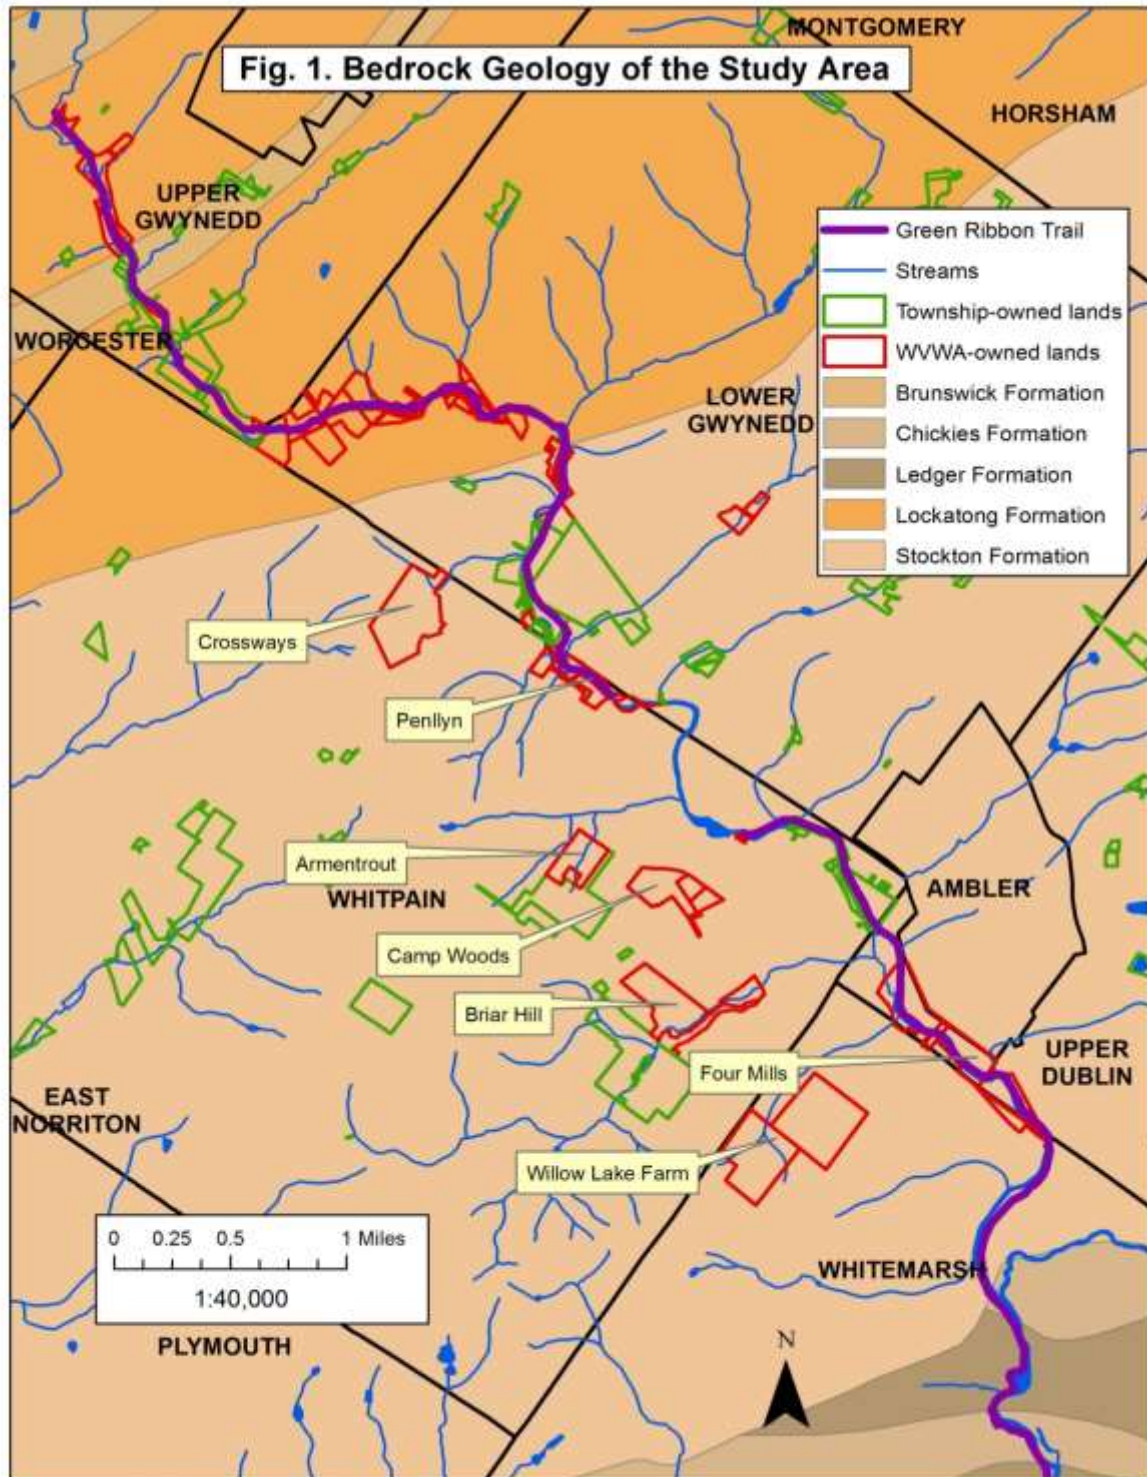 MONTGOMERY
Fig. 1. Bedrock Geology of the Study Area
HORSHAM
UPPER
GWYNEDD
Green Ribbon Trail
Streams
Township-owned lands
WVWA-owned lands
Brunswick Formation
Chickies Formation
Ledger Formation
Lockatong Formation
Stockton Formation
WORCESTER
LOWER
GWYNEDD
Crossways
Penllyn
Armentrout
WHITPAIN
AMBLER
Camp Woods
Briar Hill
Four Mills
UPPER
DUBLIN
EAST
NORRITON
Willow Lake Farm
0 0.25 0.5 1 Miles
1:40,000
WHITEMARSH
PLYMOUTH
N